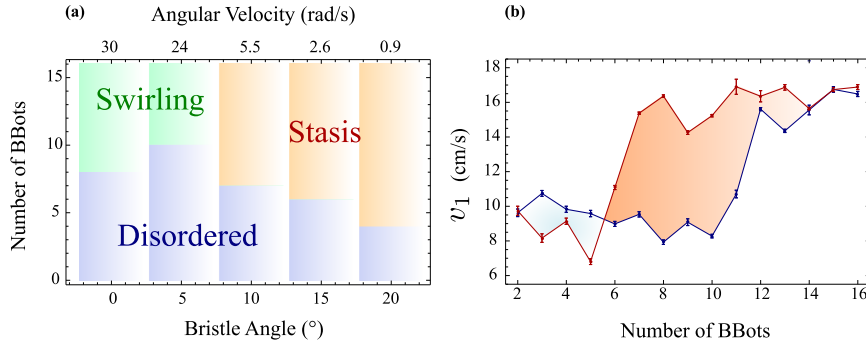 (a)
Angular Velocity (rad/s)
30 24 5.5 2.6 0.9
Number of BBots
15
10
5
0
Swirling
Stasis
Disordered
0 5 10 15 20
Bristle Angle (°)
(b)
v₁ (cm/s)
18
16
14
12
10
8
6
2 4 6 8 10 12 14 16
Number of BBots